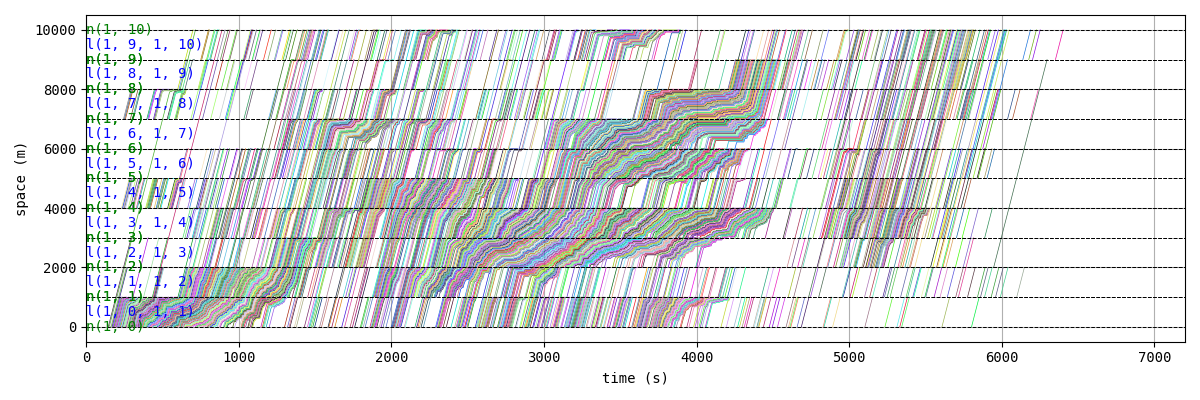 10000
n(1, 10)
l(1, 9, 1, 10)
n(1, 9)
l(1, 8, 1, 9)
8000
n(1, 8)
l(1, 7, 1, 8)
n(1, 7)
l(1, 6, 1, 7)
6000
n(1, 6)
l(1, 5, 1, 6)
n(1, 5)
l(1, 4, 1, 5)
4000
n(1, 4)
l(1, 3, 1, 4)
n(1, 3)
l(1, 2, 1, 3)
2000
n(1, 2)
l(1, 1, 1, 2)
n(1, 1)
l(1, 0, 1, 1)
0
n(1, 0)
space (m)
0 1000 2000 3000 4000 5000 6000 7000
time (s)